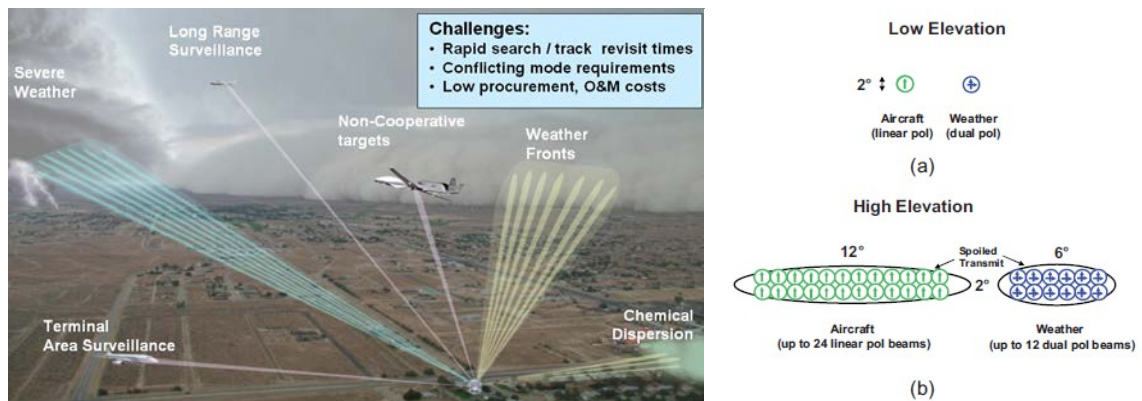 Challenges:
• Rapid search / track revisit times
• Conflicting mode requirements
• Low procurement, O&M costs
Long Range
Surveillance
Severe
Weather
Non-Cooperative
targets
Weather
Fronts
Terminal
Area Surveillance
Chemical
Dispersion
Low Elevation
2°
Aircraft
(linear pol)
Weather
(dual pol)
(a)
High Elevation
12°
Spoiled
Transmit
6°
2°
Aircraft
(up to 24 linear pol beams)
Weather
(up to 12 dual pol beams)
(b)